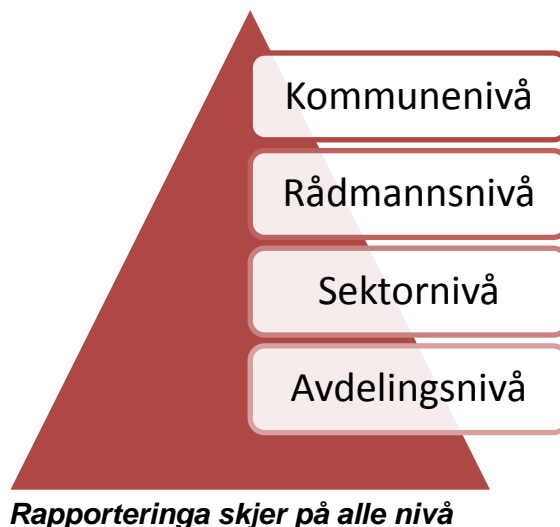 Kommunenivå
Rådmannsnivå
Sektornivå
Avdelingsnivå
Rapporteringa skjer på alle nivå